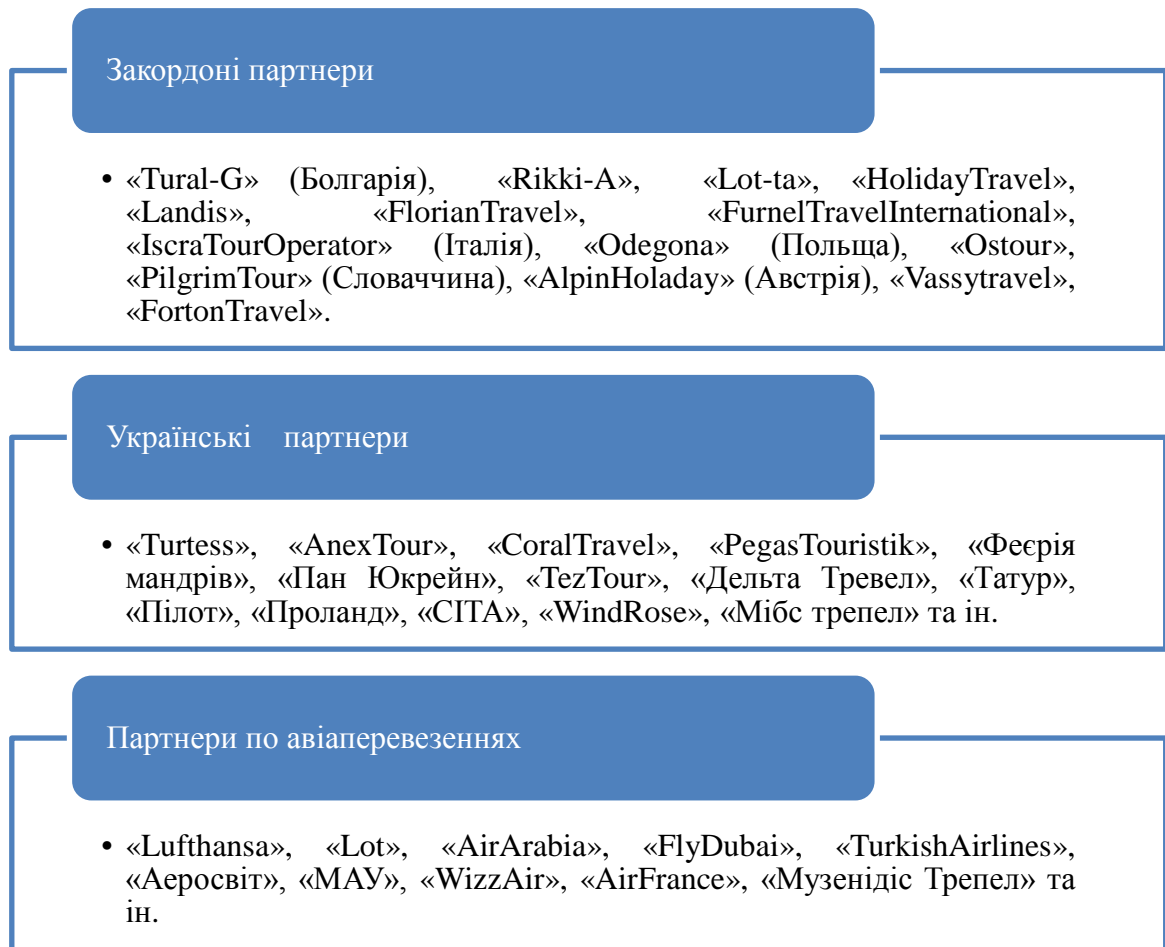 Закордоні партнери
• «Tural-G» (Болгарія), «Rikki-A», «Lot-ta», «HolidayTravel»,
«Landis», «FlorianTravel», «FurnelTravelInternational»,
«IscraTourOperator» (Італія), «Odegona» (Польща), «Ostour»,
«PilgrimTour» (Словаччина), «AlpinHoladay» (Австрія), «Vassytravel»,
«FortonTravel».
Українські партнери
• «Turtess», «AnexTour», «CoralTravel», «PegasTouristik», «Феєрія
мандрів», «Пан Юкрейн», «TezTour», «Дельта Тревел», «Татур»,
«Пілот», «Проланд», «СІТА», «WindRose», «Мібс трепел» та ін.
Партнери по авіаперевезеннях
• «Lufthansa», «Lot», «AirArabia», «FlyDubai», «TurkishAirlines»,
«Аеросвіт», «МАУ», «WizzAir», «AirFrance», «Музенідіс Трепел» та
ін.